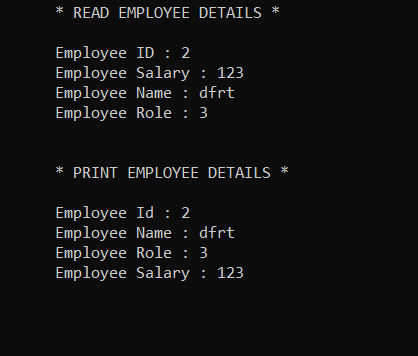 * READ EMPLOYEE DETAILS *
Employee ID : 2
Employee Salary : 123
Employee Name : dfrt
Employee Role : 3
* PRINT EMPLOYEE DETAILS *
Employee Id : 2
Employee Name : dfrt
Employee Role : 3
Employee Salary : 123